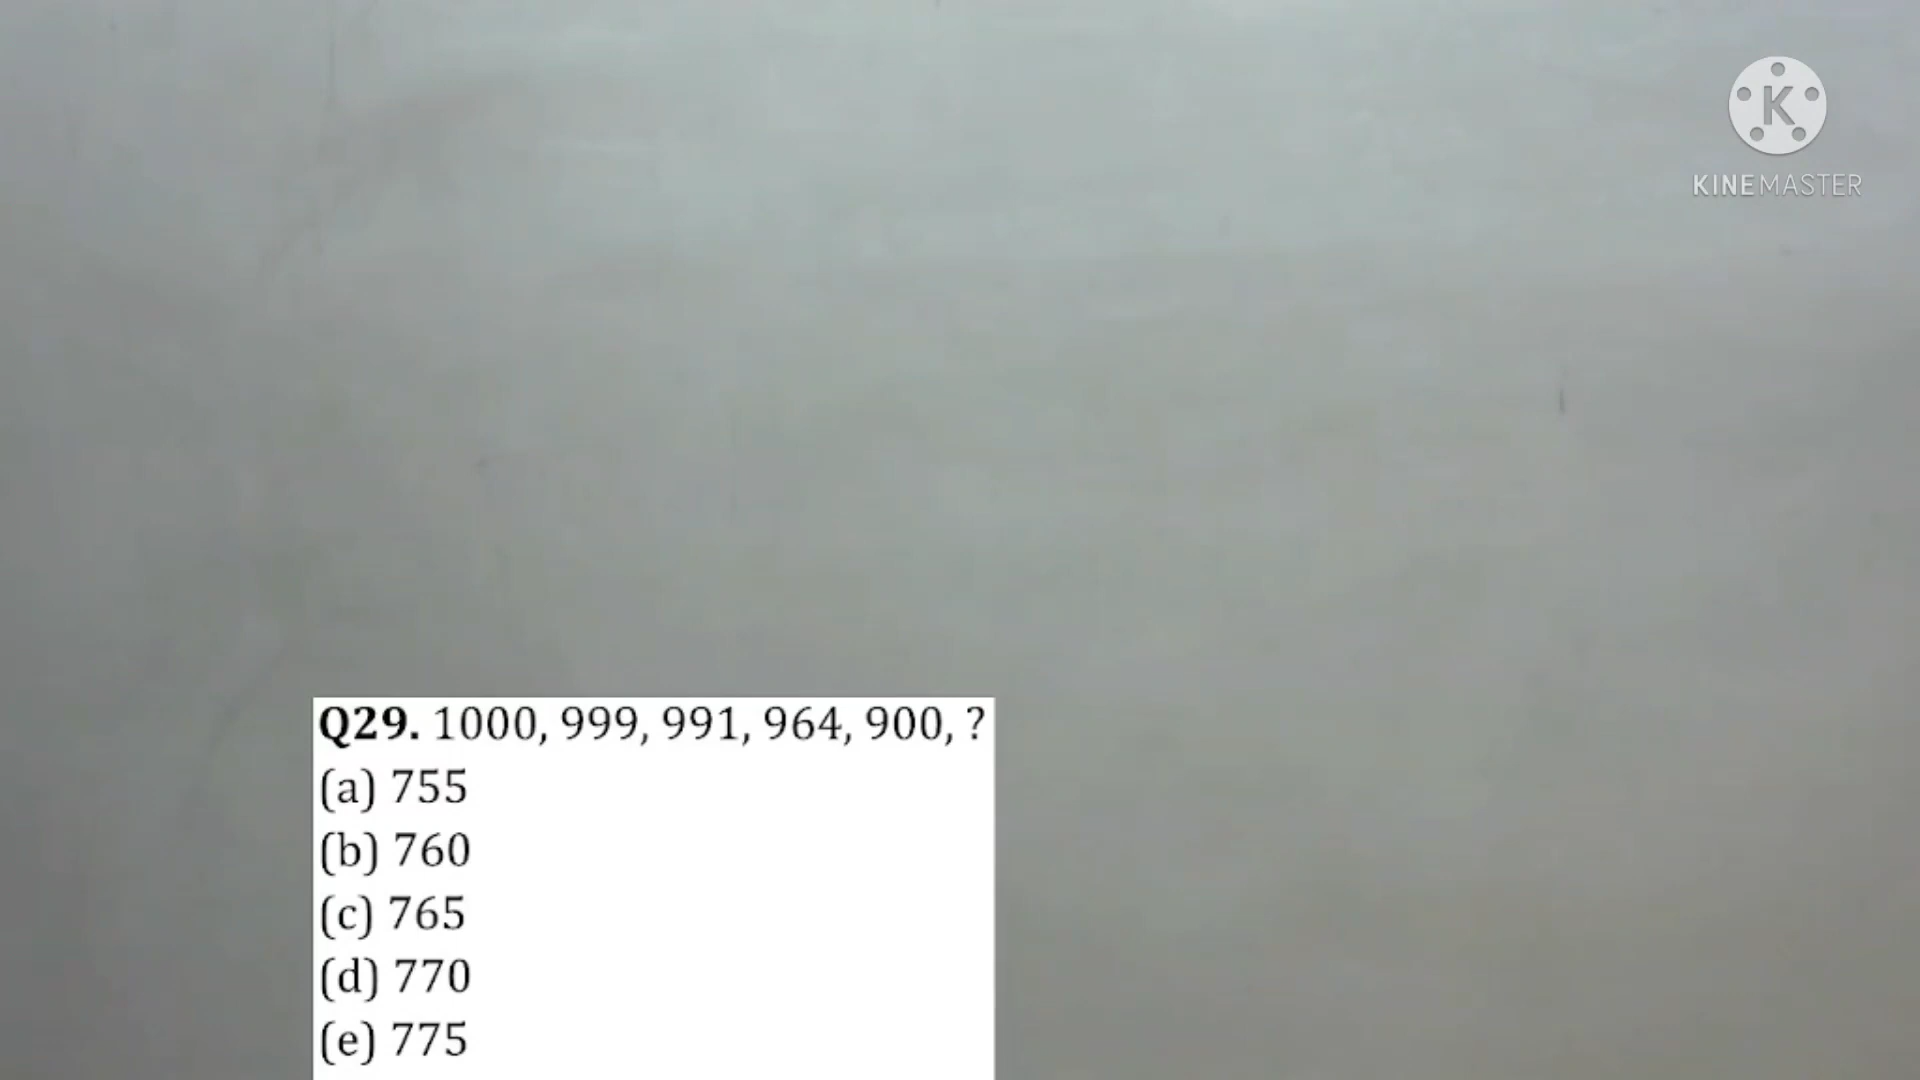 K
KINEMASTER
Q29. 1000, 999, 991, 964, 900, ?
(a) 755
(b) 760
(c) 765
(d) 770
(e) 775